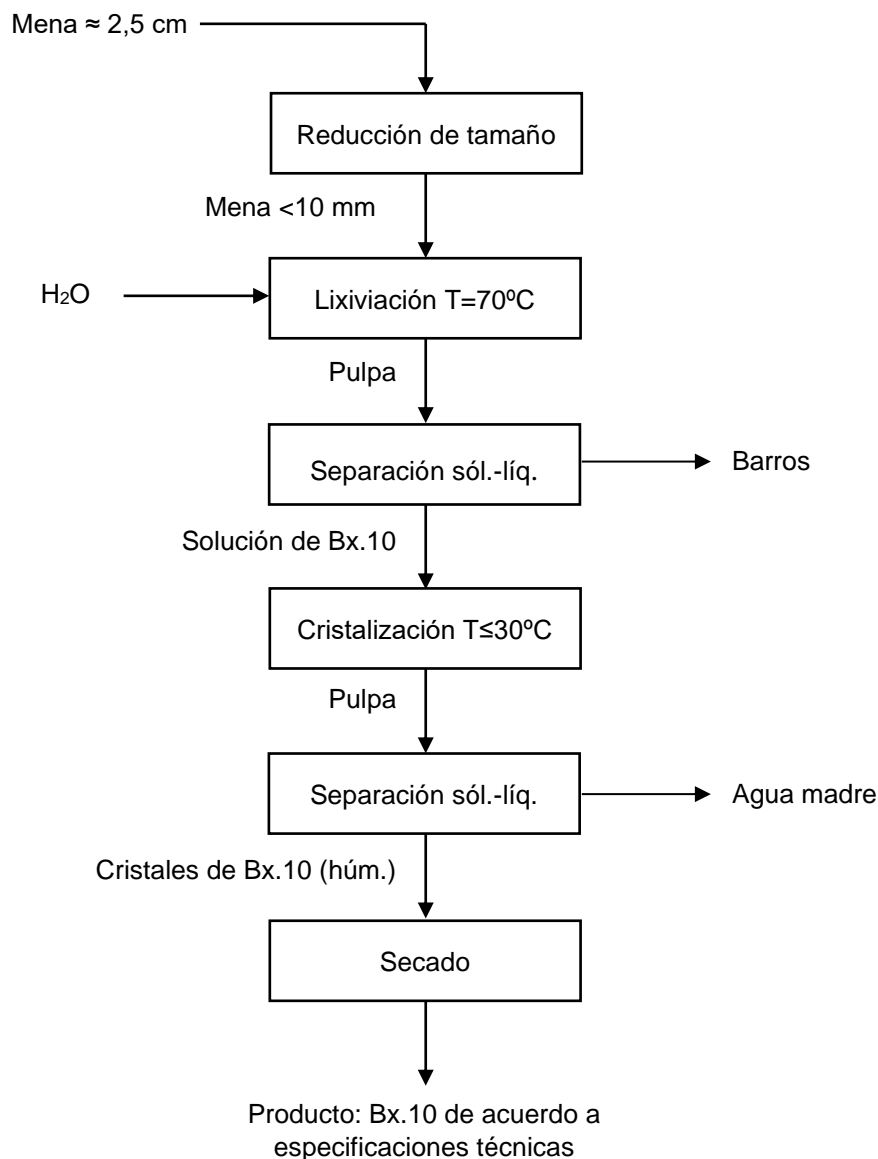 Mena ≈ 2,5 cm
Reducción de tamaño
Mena <10 mm
H₂O
Lixiviación T=70ºC
Pulpa
Separación sól.-líq.
Barros
Solución de Bx.10
Cristalización T≤30ºC
Pulpa
Separación sól.-líq.
Agua madre
Cristales de Bx.10 (húm.)
Secado
Producto: Bx.10 de acuerdo a
especificaciones técnicas